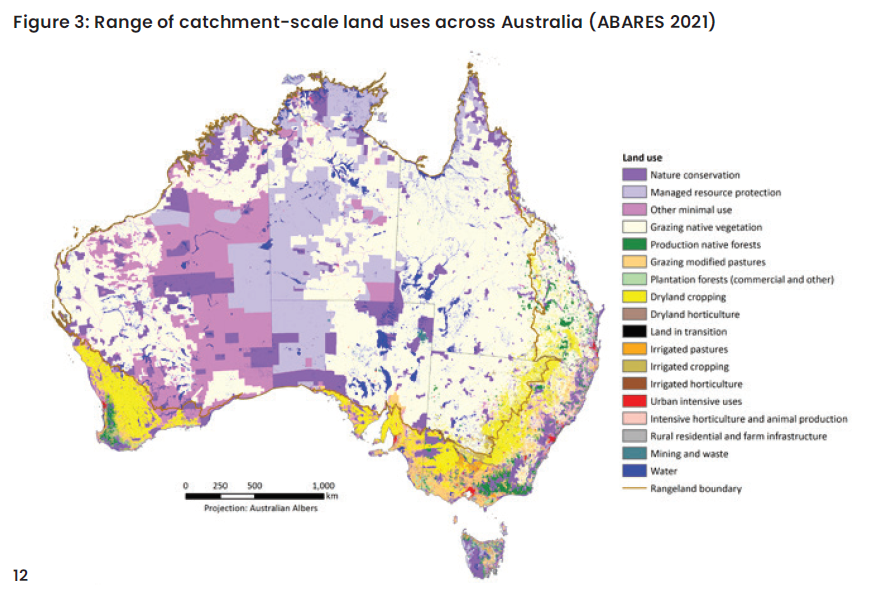 Figure 3: Range of catchment-scale land uses across Australia (ABARES 2021)
Land use
Nature conservation
Managed resource protection
Other minimal use
Grazing native vegetation
Production native forests
Grazing modified pastures
Plantation forests (commercial and other)
Dryland cropping
Dryland horticulture
Land in transition
Irrigated pastures
Irrigated cropping
Irrigated horticulture
Urban intensive uses
Intensive horticulture and animal production
Rural residential and farm infrastructure
Mining and waste
Water
Rangeland boundary
0 250 500 1,000
km
Projection: Australian Albers
12